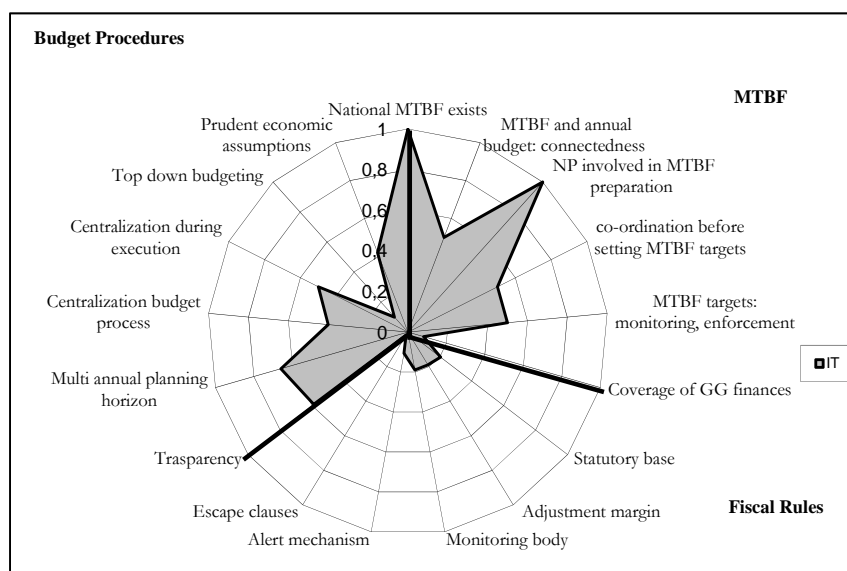 Budget Procedures
MTBF
National MTBF exists
Prudent economic
assumptions
MTBF and annual
budget: connectedness
Top down budgeting
NP involved in MTBF
preparation
Centralization during
execution
co-ordination before
setting MTBF targets
Centralization budget
process
MTBF targets:
monitoring, enforcement
Multi annual planning
horizon
Coverage of GG finances
Trasparency
Statutory base
Escape clauses
Adjustment margin
Alert mechanism
Monitoring body
Fiscal Rules
1
0,8
0,6
0,4
0,2
0
IT